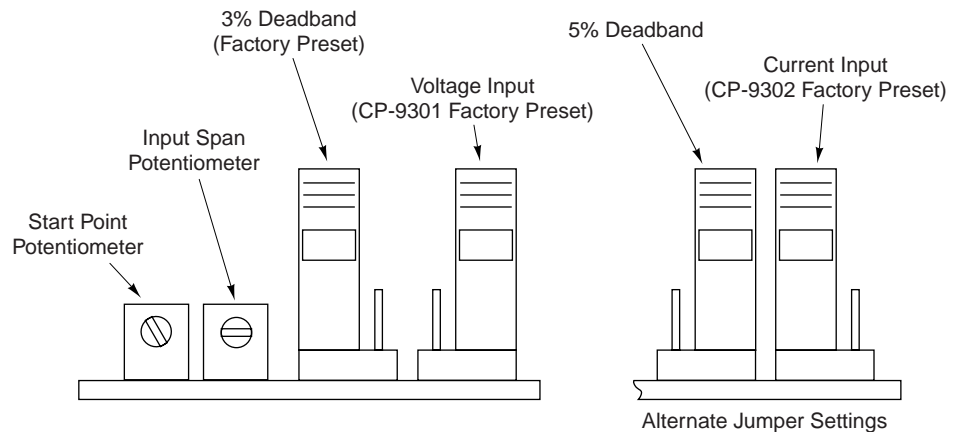 3% Deadband
(Factory Preset)
5% Deadband
Voltage Input
(CP-9301 Factory Preset)
Current Input
(CP-9302 Factory Preset)
Input Span
Potentiometer
Start Point
Potentiometer
Alternate Jumper Settings